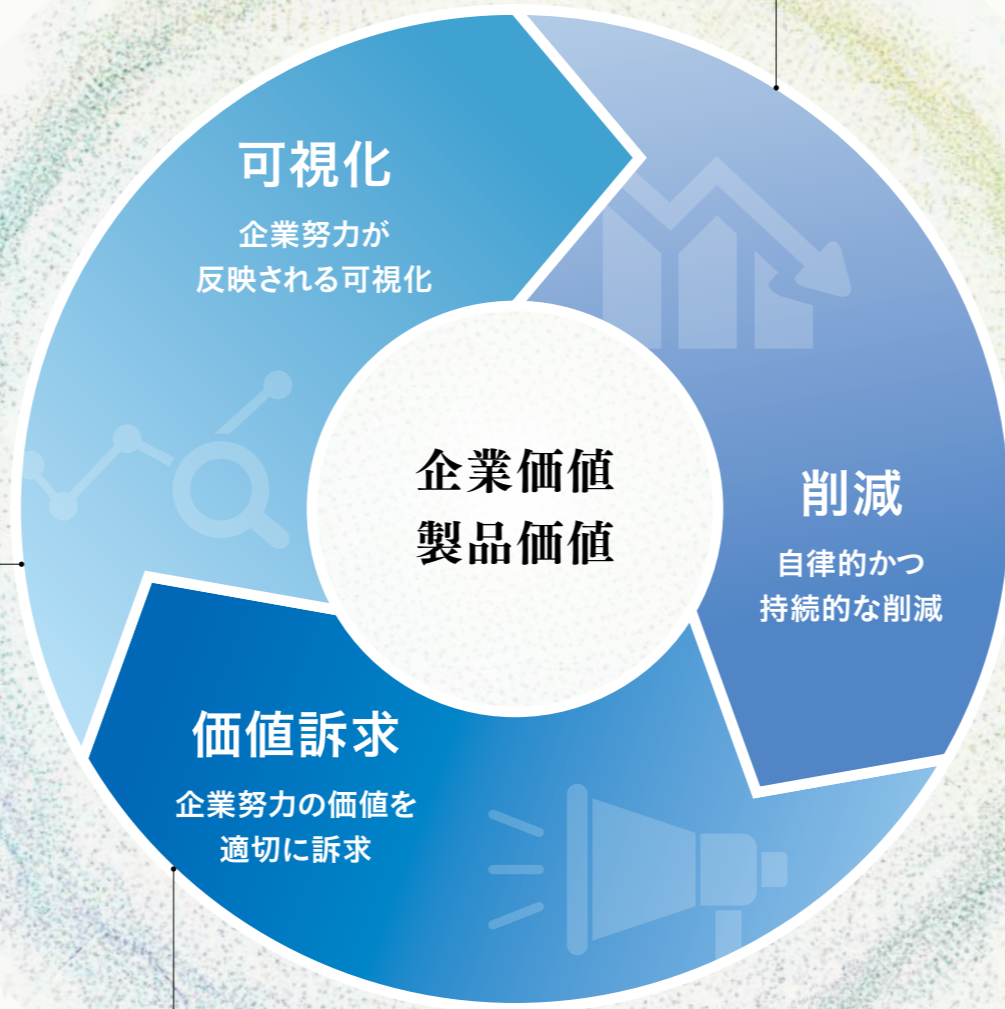 可視化
企業努力が
反映される可視化
削減
自律的かつ
持続的な削減
価値訴求
企業努力の価値を
適切に訴求
企業価値
製品価値